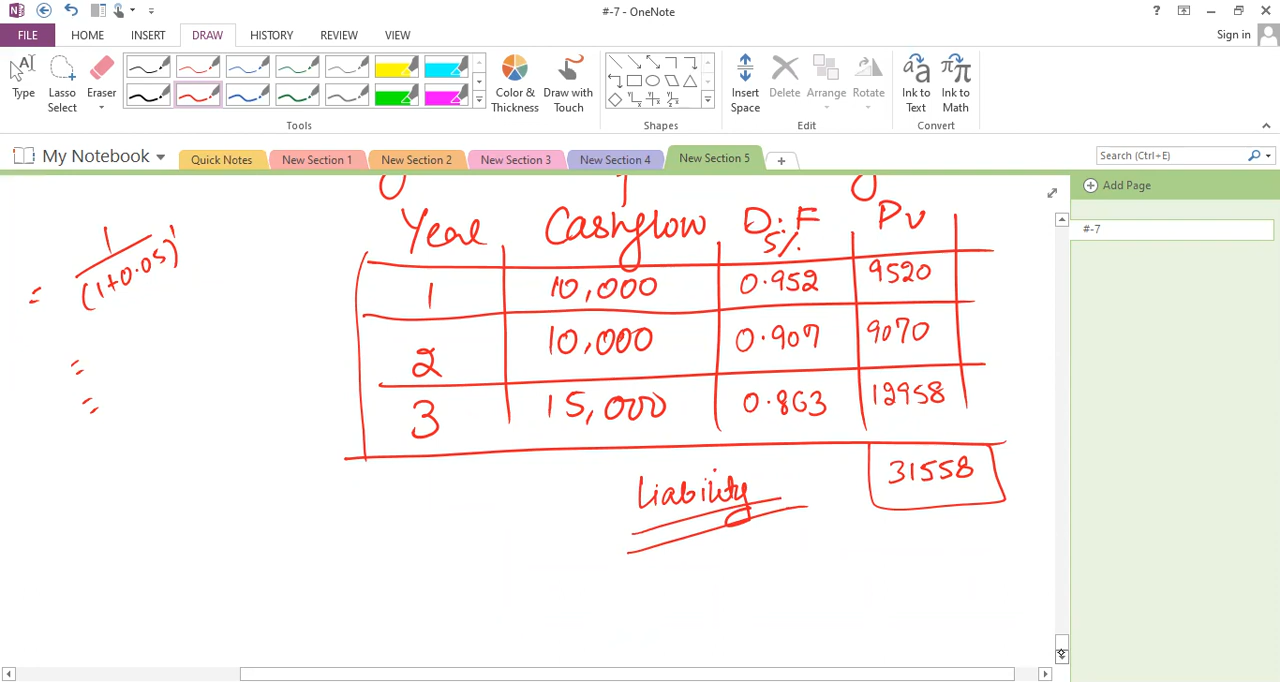 #-7 - OneNote
?
FILE HOME INSERT DRAW HISTORY REVIEW VIEW
Sign in
Type
Lasso Select
Eraser
Color & Thickness
Draw with Touch
Insert Space
Delete
Arrange
Rotate
Ink to Text
Ink to Math
Tools
Shapes
Edit
Convert
My Notebook
Quick Notes
New Section 1
New Section 2
New Section 3
New Section 4
New Section 5
Search (Ctrl+E)
Add Page
#-7
Year Cashflow D.F PV
5%
1 10,000 0.952 9520
2 10,000 0.907 9070
3 15,000 0.863 12958
31558
Liability
1
= (1+0.05)¹
=
=